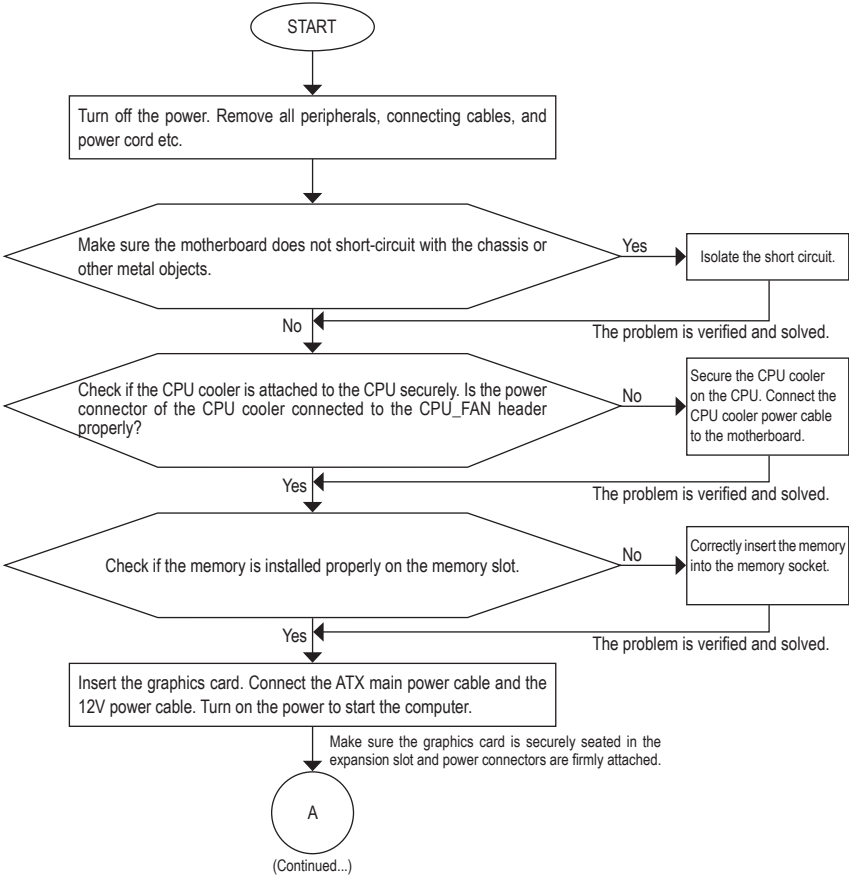 START
Turn off the power. Remove all peripherals, connecting cables, and
power cord etc.
Make sure the motherboard does not short-circuit with the chassis or
other metal objects.
Yes
Isolate the short circuit.
No
The problem is verified and solved.
Check if the CPU cooler is attached to the CPU securely. Is the power
connector of the CPU cooler connected to the CPU_FAN header
properly?
No
Secure the CPU cooler
on the CPU. Connect the
CPU cooler power cable
to the motherboard.
Yes
The problem is verified and solved.
Check if the memory is installed properly on the memory slot.
No
Correctly insert the memory
into the memory socket.
Yes
The problem is verified and solved.
Insert the graphics card. Connect the ATX main power cable and the
12V power cable. Turn on the power to start the computer.
Make sure the graphics card is securely seated in the
expansion slot and power connectors are firmly attached.
A
(Continued...)